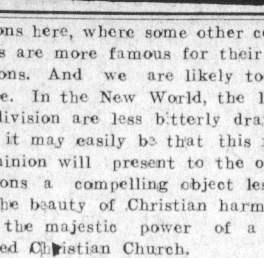 ons here, where some other c
s are more famous for their
ons. And we are likely to
e. In the New World, the l
division are less bitterly dra
it may easily be that this
minion will present to the o
ons a compelling object les
he beauty of Christian harm
the majestic power of a
ed Christian Church.